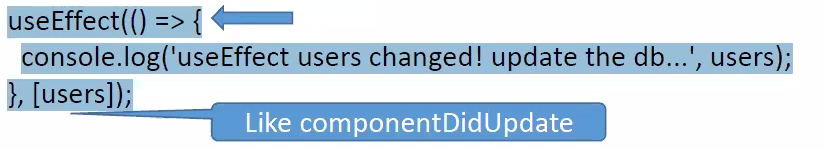 useEffect(() => {
console.log('useEffect users changed! update the db...', users);
}, [users]);
Like componentDidUpdate